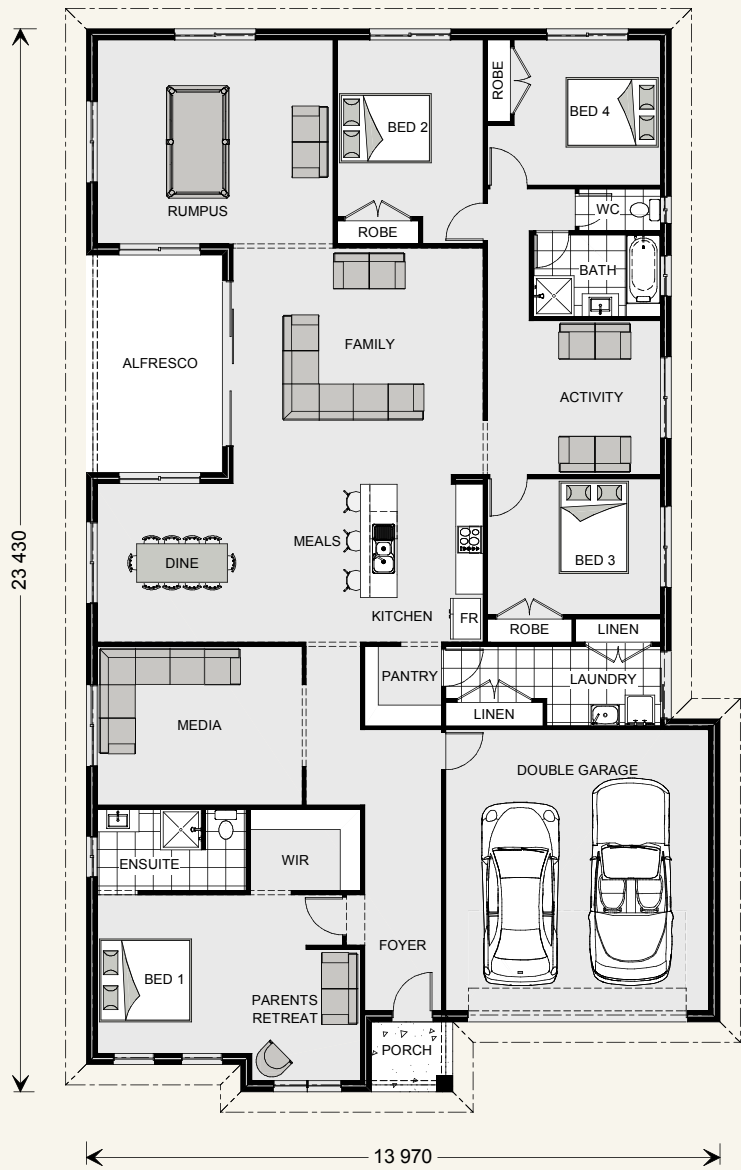 RUMPUS
BED 2
ROBE
ROBE
BED 4
WC
BATH
ALFRESCO
FAMILY
ACTIVITY
23 430
DINE
MEALS
KITCHEN
FR
BED 3
ROBE
LINEN
PANTRY
LAUNDRY
LINEN
MEDIA
DOUBLE GARAGE
ENSUITE
WIR
FOYER
BED 1
PARENTS
RETREAT
PORCH
13 970